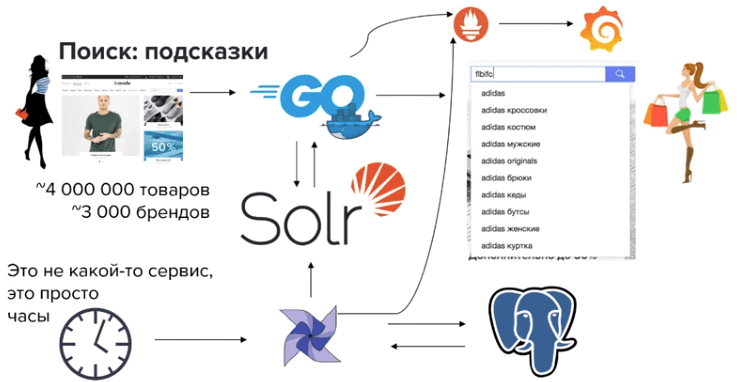 Поиск: подсказки
GO
flbifc
adidas
adidas кроссовки
adidas костюм
adidas мужские
adidas originals
adidas брюки
adidas кеды
adidas бутсы
adidas женские
adidas куртка
50%
~4 000 000 товаров
~3 000 брендов
Solr
Это не какой-то сервис,
это просто
часы